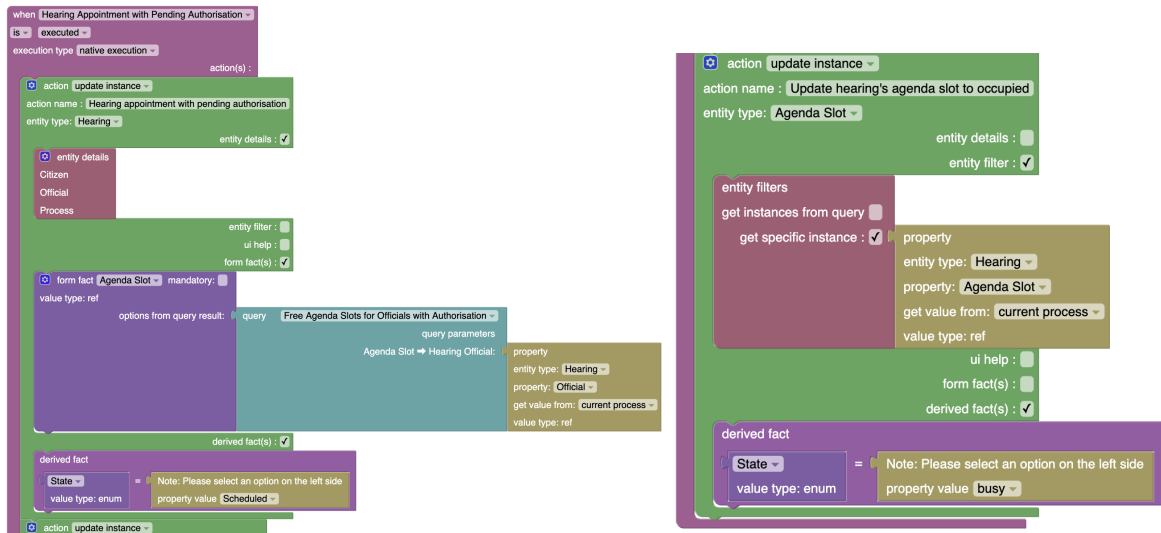 when Hearing Appointment with Pending Authorisation
is executed
execution type native execution
action(s) :
action update instance
action name : Hearing appointment with pending authorisation
entity type: Hearing
entity details :
entity details
Citizen
Official
Process
entity filter :
ui help :
form fact(s) :
form fact Agenda Slot mandatory:
value type: ref
options from query result: query Free Agenda Slots for Officials with Authorisation
query parameters
Agenda Slot ➡ Hearing Official: property
entity type: Hearing
property: Official
get value from: current process
value type: ref
derived fact(s) :
derived fact
State = Note: Please select an option on the left side
value type: enum property value Scheduled
action update instance
action update instance
action name : Update hearing's agenda slot to occupied
entity type: Agenda Slot
entity details :
entity filter :
entity filters
get instances from query
get specific instance : property
entity type: Hearing
property: Agenda Slot
get value from: current process
value type: ref
ui help :
form fact(s) :
derived fact(s) :
derived fact
State = Note: Please select an option on the left side
value type: enum property value busy